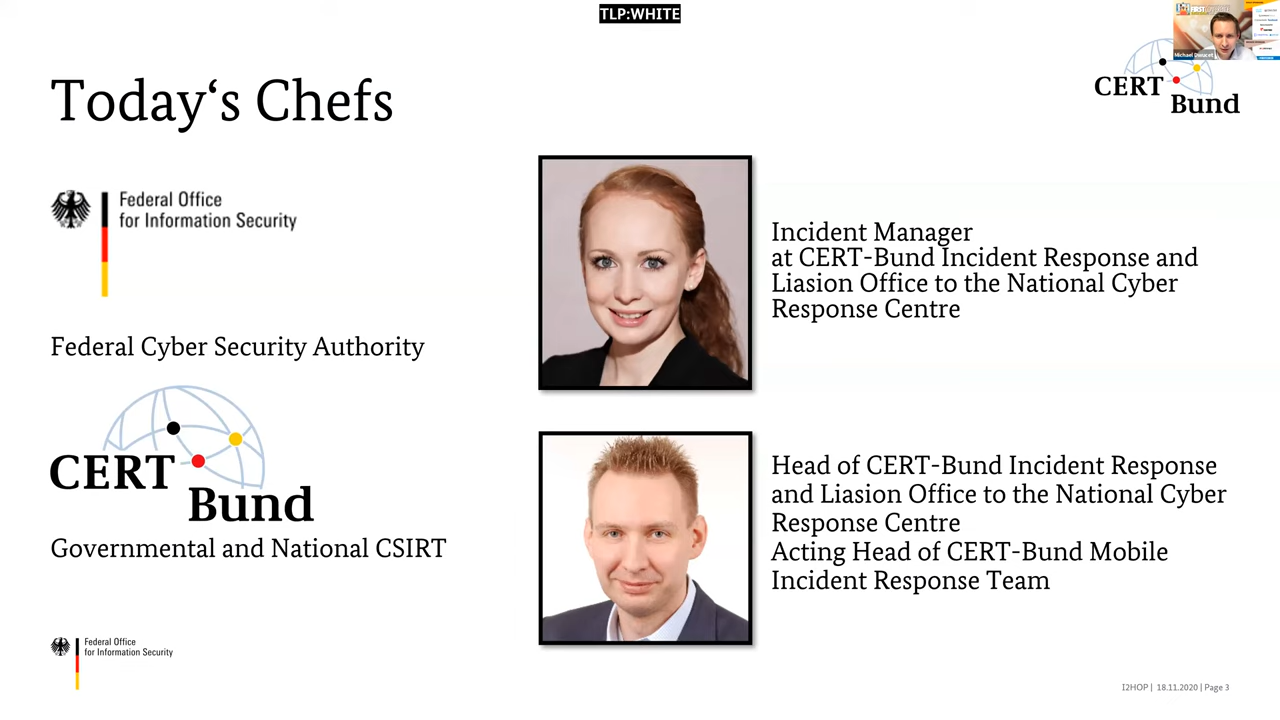 TLP:WHITE
Today‘s Chefs
CERT
Bund
Michael Dwucet
FIRST
Federal Office
for Information Security
Federal Cyber Security Authority
CERT
Bund
Governmental and National CSIRT
Incident Manager
at CERT-Bund Incident Response and
Liasion Office to the National Cyber
Response Centre
Head of CERT-Bund Incident Response
and Liasion Office to the National Cyber
Response Centre
Acting Head of CERT-Bund Mobile
Incident Response Team
Federal Office
for Information Security
I2HOP | 18.11.2020 | Page 3